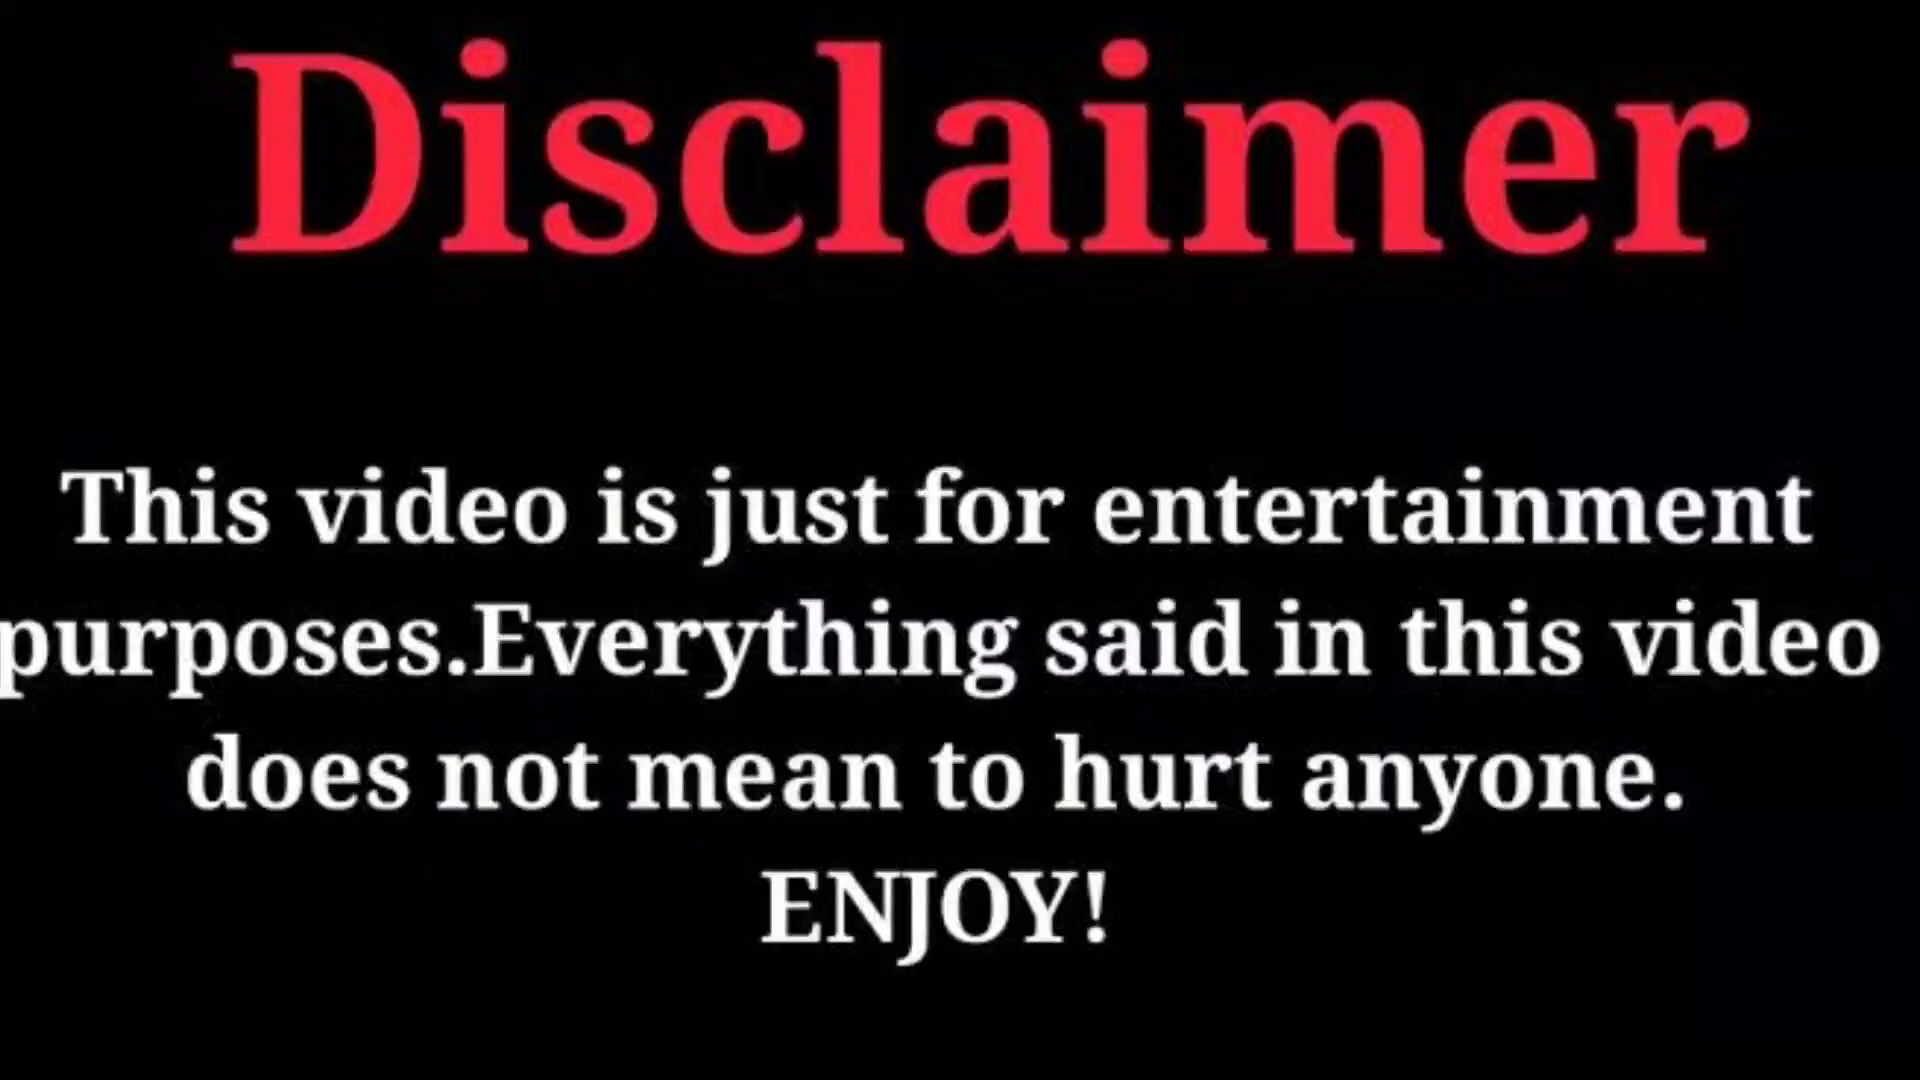 Disclaimer
This video is just for entertainment
purposes.Everything said in this video
does not mean to hurt anyone.
ENJOY!